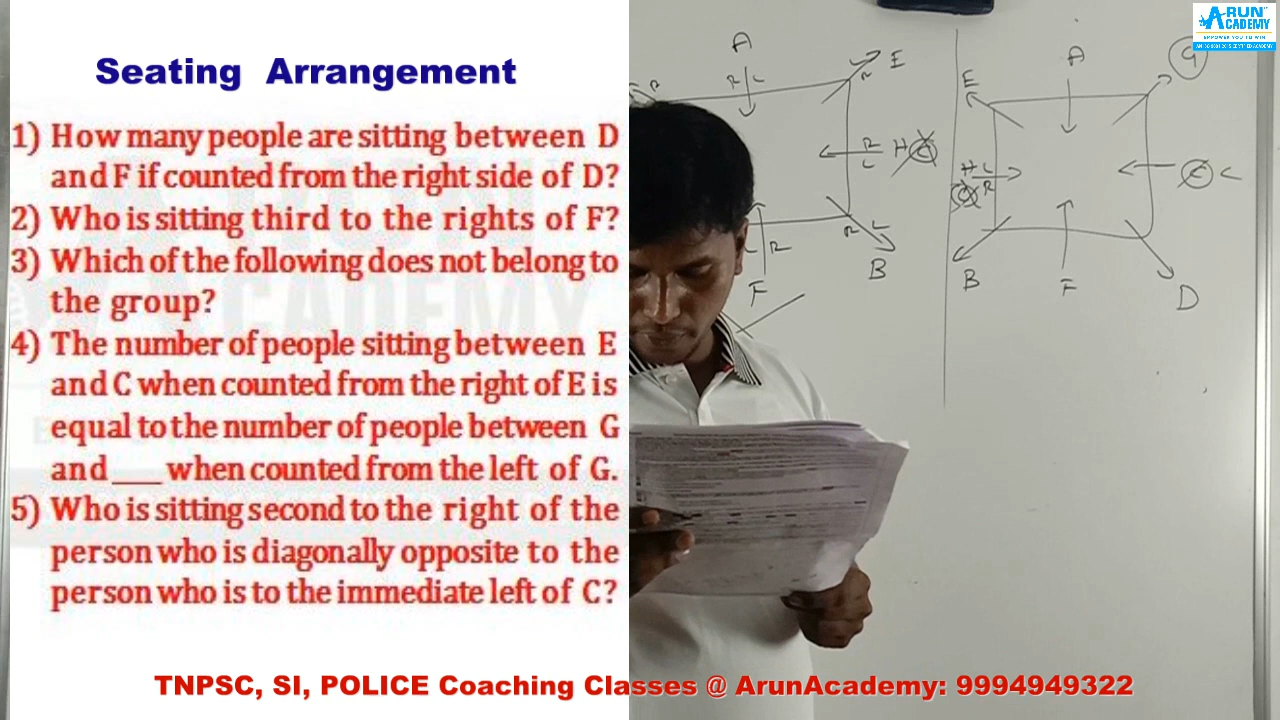 Seating Arrangement
1) How many people are sitting between D
and F if counted from the right side of D?
2) Who is sitting third to the rights of F?
3) Which of the following does not belong to
the group?
4) The number of people sitting between E
and C when counted from the right of E is
equal to the number of people between G
and ___ when counted from the left of G.
5) Who is sitting second to the right of the
person who is diagonally opposite to the
person who is to the immediate left of C?
ARUN
ACADEMY
EMPOWER YOU TO WIN
A
E
R
R L
R
R
L
H
B
R L
L
R
F
A
G
E
H
L
R
C
B
F
D
TNPSC, SI, POLICE Coaching Classes @ ArunAcademy: 9994949322